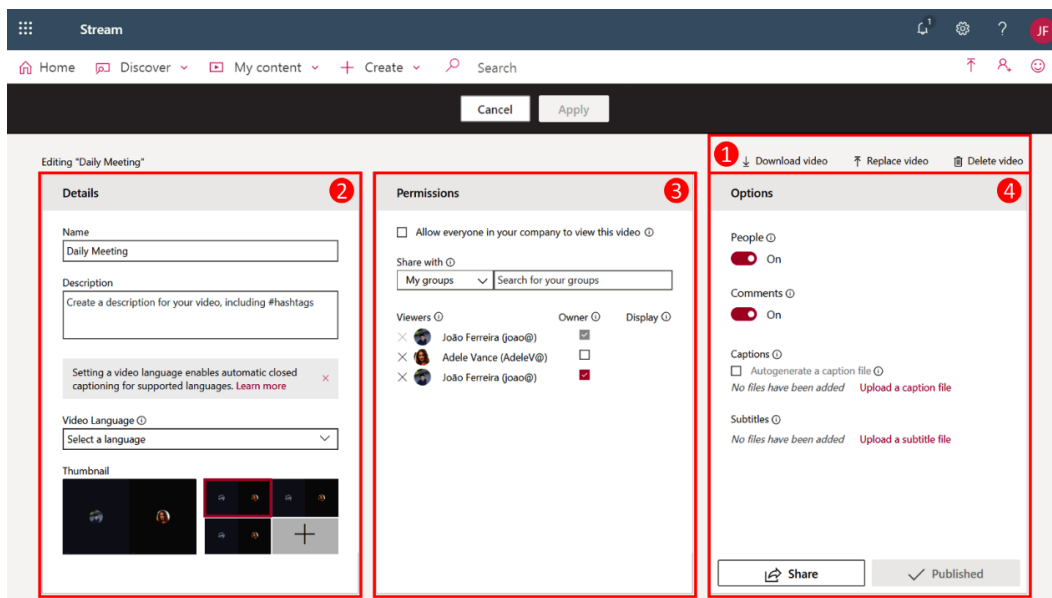 Stream
1
JF
Home Discover My content Create Search
Cancel Apply
Editing "Daily Meeting"
1 Download video Replace video Delete video
Details 2
Name
Daily Meeting
Description
Create a description for your video, including #hashtags
Setting a video language enables automatic closed
captioning for supported languages. Learn more
Video Language
Select a language
Thumbnail
Permissions 3
Allow everyone in your company to view this video
Share with
My groups Search for your groups
Viewers Owner Display
João Ferreira (joao@)
Adele Vance (AdeleV@)
João Ferreira (joao@)
Options 4
People
On
Comments
On
Captions
Autogenerate a caption file
No files have been added Upload a caption file
Subtitles
No files have been added Upload a subtitle file
Share Published